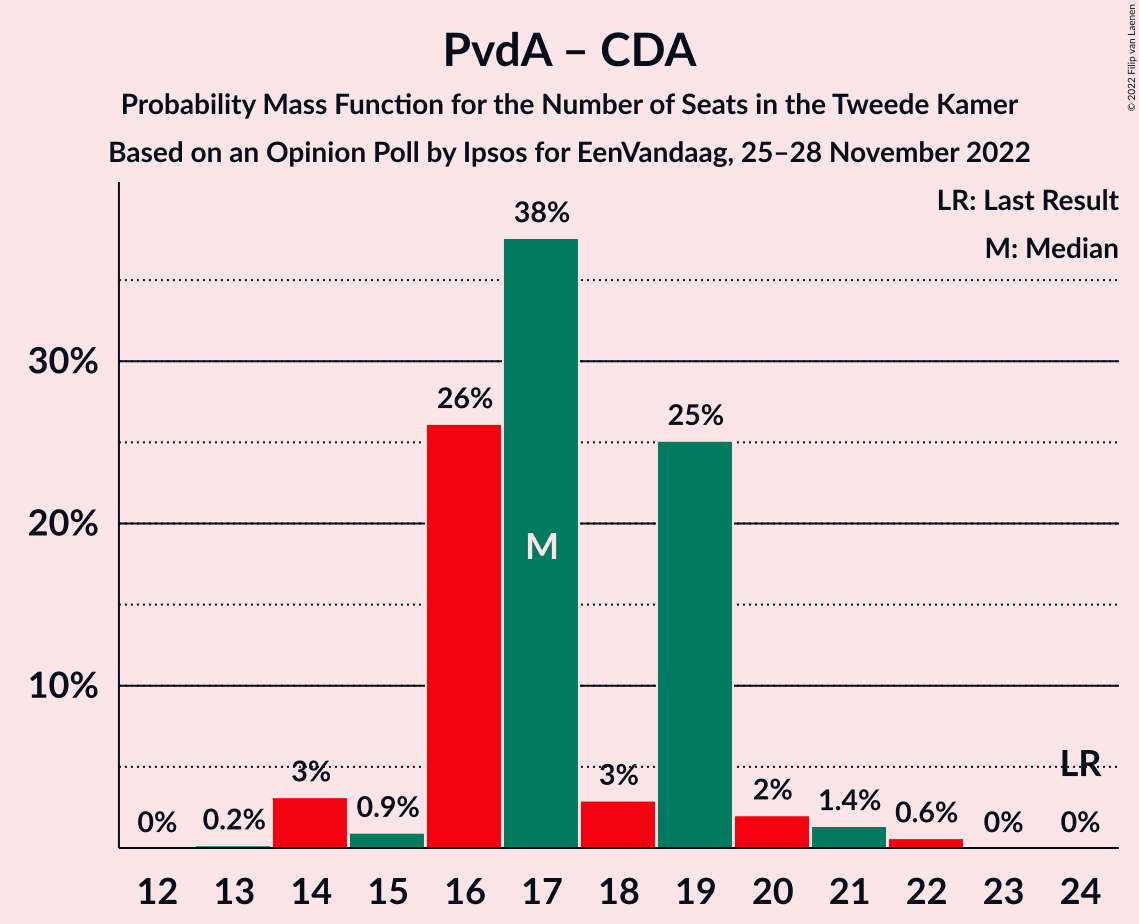 PvdA – CDA
Probability Mass Function for the Number of Seats in the Tweede Kamer
Based on an Opinion Poll by Ipsos for EenVandaag, 25–28 November 2022
© 2022 Filip van Laenen
LR: Last Result
M: Median
30%
20%
10%
0%
0.2%
3%
0.9%
26%
38%
3%
25%
2%
1.4%
0.6%
0%
0%
M
LR
12 13 14 15 16 17 18 19 20 21 22 23 24